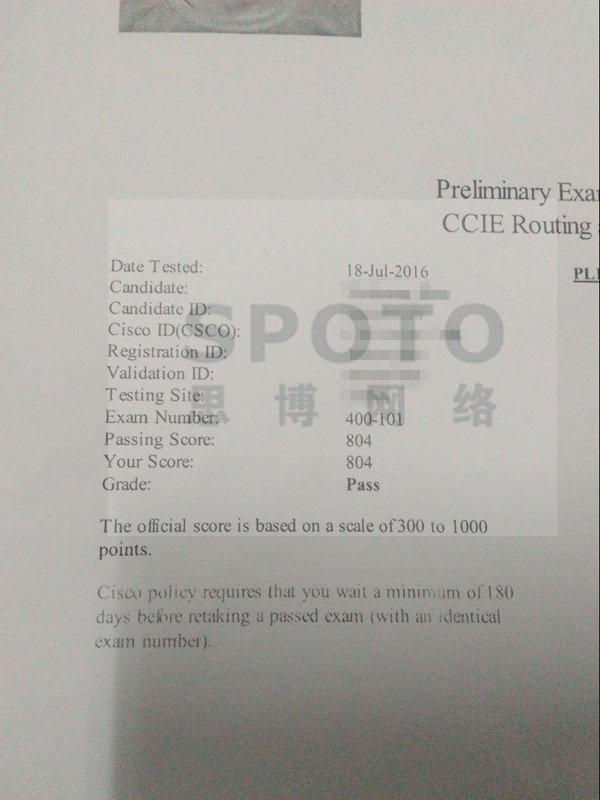 Preliminary Exa
CCIE Routing
Date Tested: 18-Jul-2016
PL
Candidate:
Candidate ID:
Cisco ID(CSCO):
SPOTO
Registration ID:
Validation ID:
Testing Site:
思博网络
Exam Number: 400-101
Passing Score: 804
Your Score: 804
Grade: Pass
The official score is based on a scale of 300 to 1000
points.
Cisco policy requires that you wait a minimum of 180
days before retaking a passed exam (with an identical
exam number).